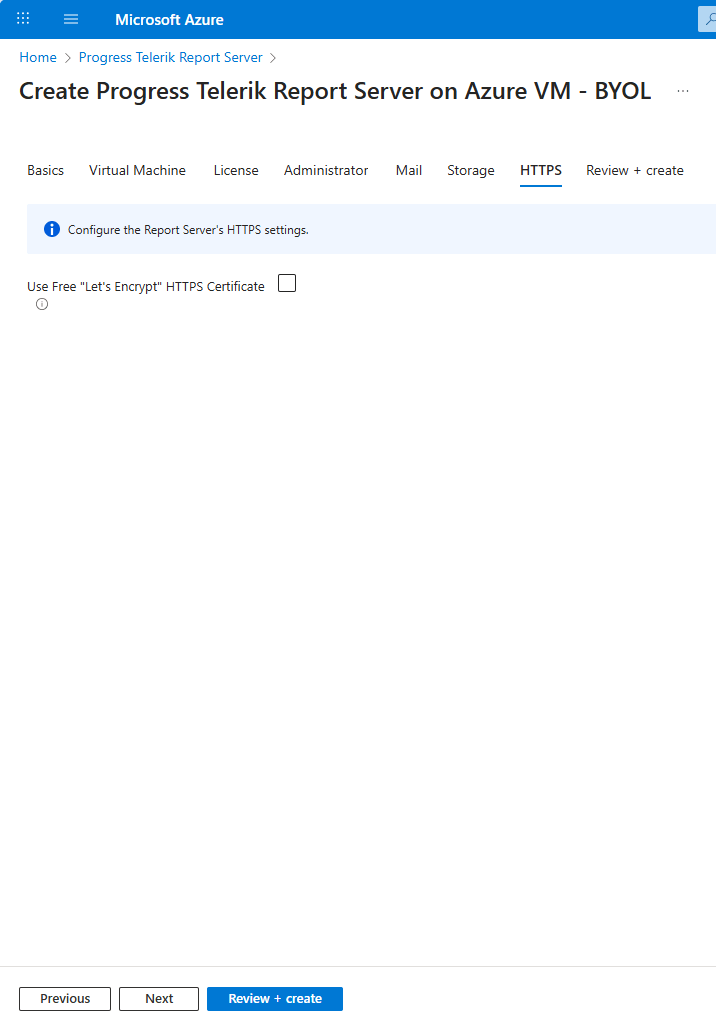 Microsoft Azure
Home > Progress Telerik Report Server >
Create Progress Telerik Report Server on Azure VM - BYOL ...
Basics Virtual Machine License Administrator Mail Storage HTTPS Review + create
Configure the Report Server's HTTPS settings.
Use Free "Let's Encrypt" HTTPS Certificate
Previous Next Review + create